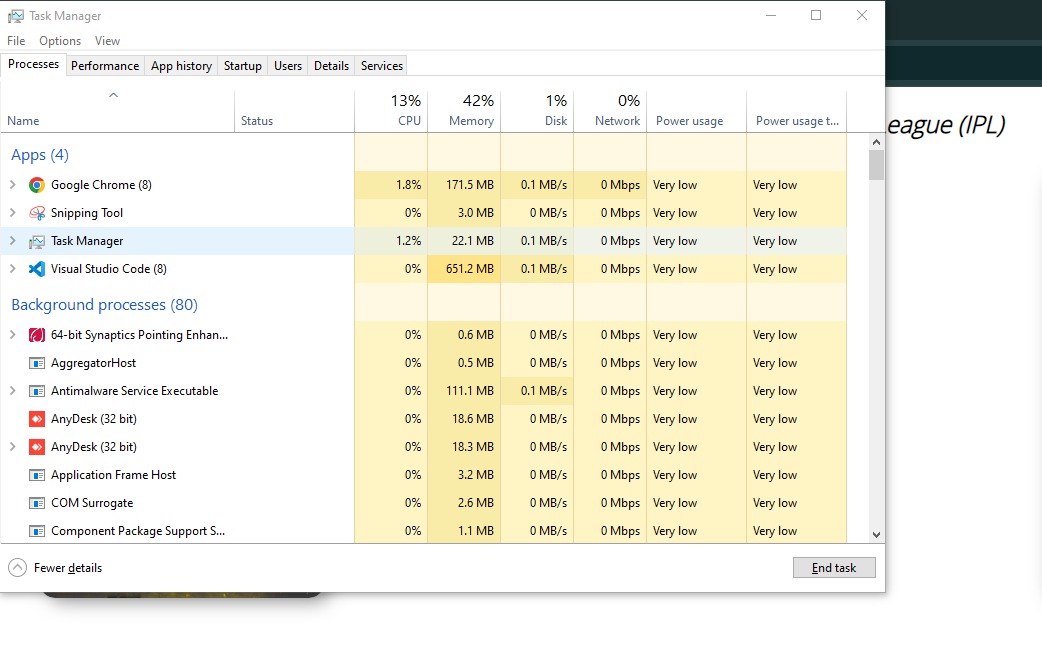 Task Manager
File Options View
Processes Performance App history Startup Users Details Services
13% 42% 1% 0%
Name Status CPU Memory Disk Network Power usage Power usage t...
eague (IPL)
Apps (4)
Google Chrome (8) 1.8% 171.5 MB 0.1 MB/s 0 Mbps Very low Very low
Snipping Tool 0% 3.0 MB 0 MB/s 0 Mbps Very low Very low
Task Manager 1.2% 22.1 MB 0.1 MB/s 0 Mbps Very low Very low
Visual Studio Code (8) 0% 651.2 MB 0.1 MB/s 0 Mbps Very low Very low
Background processes (80)
64-bit Synaptics Pointing Enhan... 0% 0.6 MB 0 MB/s 0 Mbps Very low Very low
AggregatorHost 0% 0.5 MB 0 MB/s 0 Mbps Very low Very low
Antimalware Service Executable 0% 111.1 MB 0.1 MB/s 0 Mbps Very low Very low
AnyDesk (32 bit) 0% 18.6 MB 0 MB/s 0 Mbps Very low Very low
AnyDesk (32 bit) 0% 18.3 MB 0 MB/s 0 Mbps Very low Very low
Application Frame Host 0% 3.2 MB 0 MB/s 0 Mbps Very low Very low
COM Surrogate 0% 2.6 MB 0 MB/s 0 Mbps Very low Very low
Component Package Support S... 0% 1.1 MB 0 MB/s 0 Mbps Very low Very low
Fewer details End task